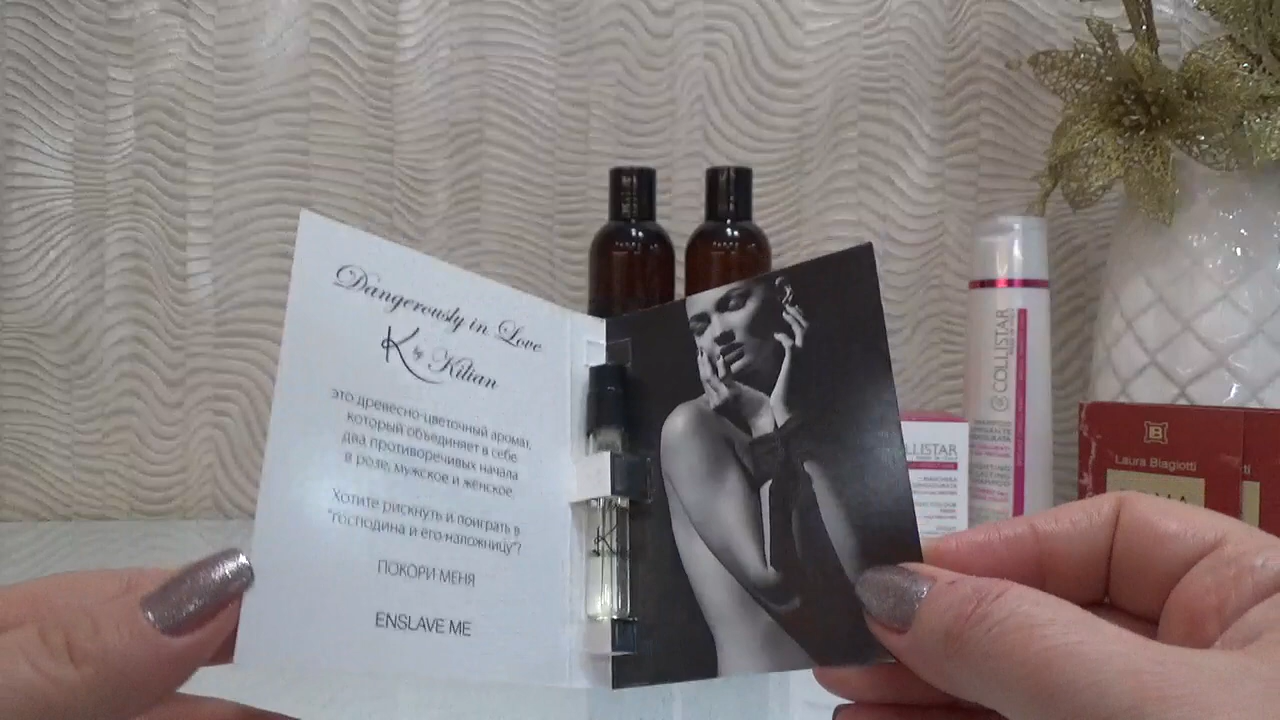 Dangerously in Love
K by Kilian
это древесно-цветочный аромат,
который объединяет в себе
два противоречивых начала
в розе, мужское и женское.
Хотите рискнуть и поиграть в
"господина и его наложницу"?
ПОКОРИ МЕНЯ
ENSLAVE ME
K
LLISTAR
COLLISTAR
B
Laura Biagiotti